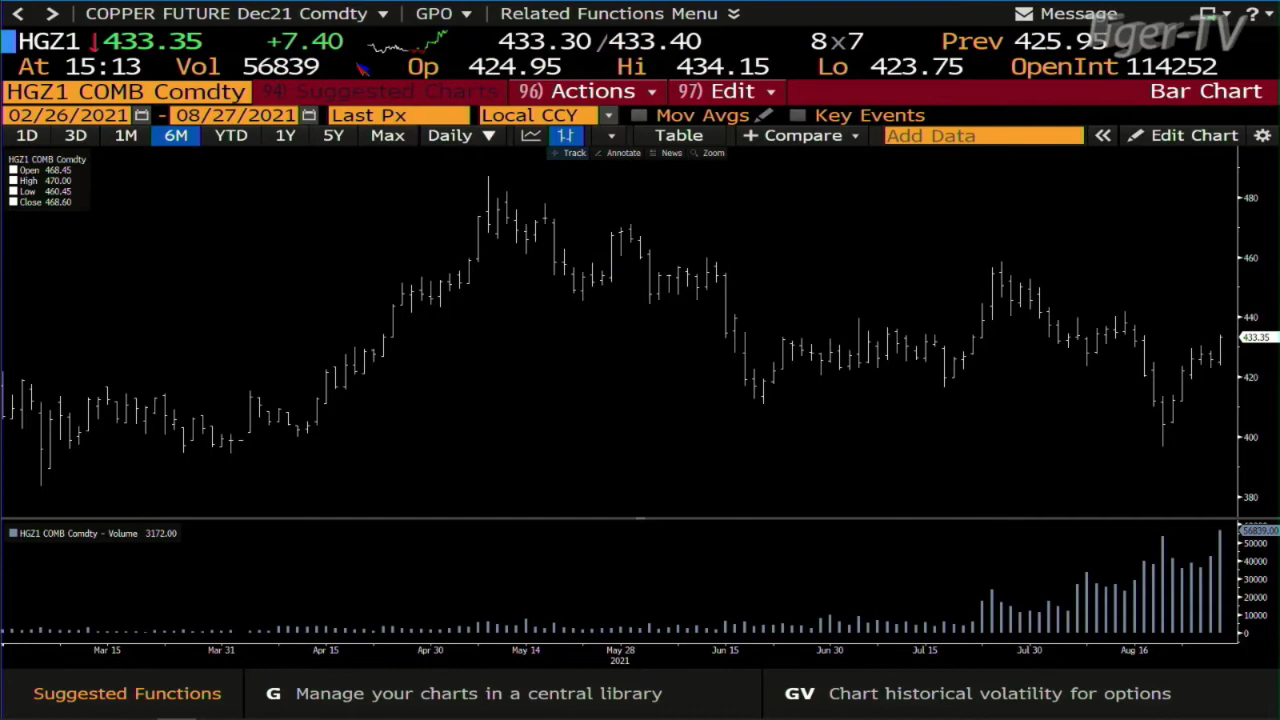 COPPER FUTURE Dec21 Comdty GPO Related Functions Menu Message ?
HGZ1 433.35 +7.40 433.30/433.40 8x7 Prev 425.95
At 15:13 Vol 56839 Op 424.95 Hi 434.15 Lo 423.75 OpenInt 114252
HGZ1 COMB Comdty 94) Suggested Charts 96) Actions 97) Edit Bar Chart
02/26/2021 - 08/27/2021 Last Px Local CCY Mov Avgs Key Events
1D 3D 1M 6M YTD 1Y 5Y Max Daily Table + Compare Add Data « Edit Chart
Track Annotate News Zoom
HGZ1 COMB Comdty
Open 468.45
High 470.00
Low 460.45
Close 468.60
480
460
440
433.35
420
400
380
HGZ1 COMB Comdty - Volume 3172.00
56839.00
50000
40000
30000
20000
10000
0
Mar 15 Mar 31 Apr 15 Apr 30 May 14 May 28 Jun 15 Jun 30 Jul 15 Jul 30 Aug 16
2021
Suggested Functions G Manage your charts in a central library GV Chart historical volatility for options